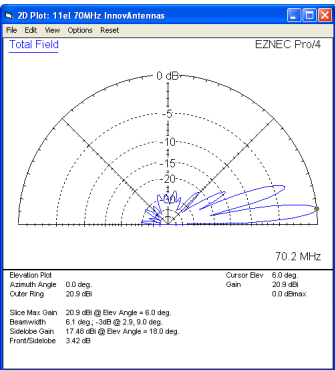 2D Plot: 11el 70MHz InnovAntennas
File Edit View Options Reset
Total Field
EZNEC Pro/4
0 dB
-5
-10
-15
-20
-30
70.2 MHz
Elevation Plot
Cursor Elev 6.0 deg.
Azimuth Angle 0.0 deg.
Gain 20.9 dBi
Outer Ring 20.9 dBi
0.0 dBmax
Slice Max Gain 20.9 dBi @ Elev Angle = 6.0 deg.
Beamwidth 6.1 deg.; -3dB @ 2.9, 9.0 deg.
Sidelobe Gain 17.48 dBi @ Elev Angle = 18.0 deg.
Front/Sidelobe 3.42 dB